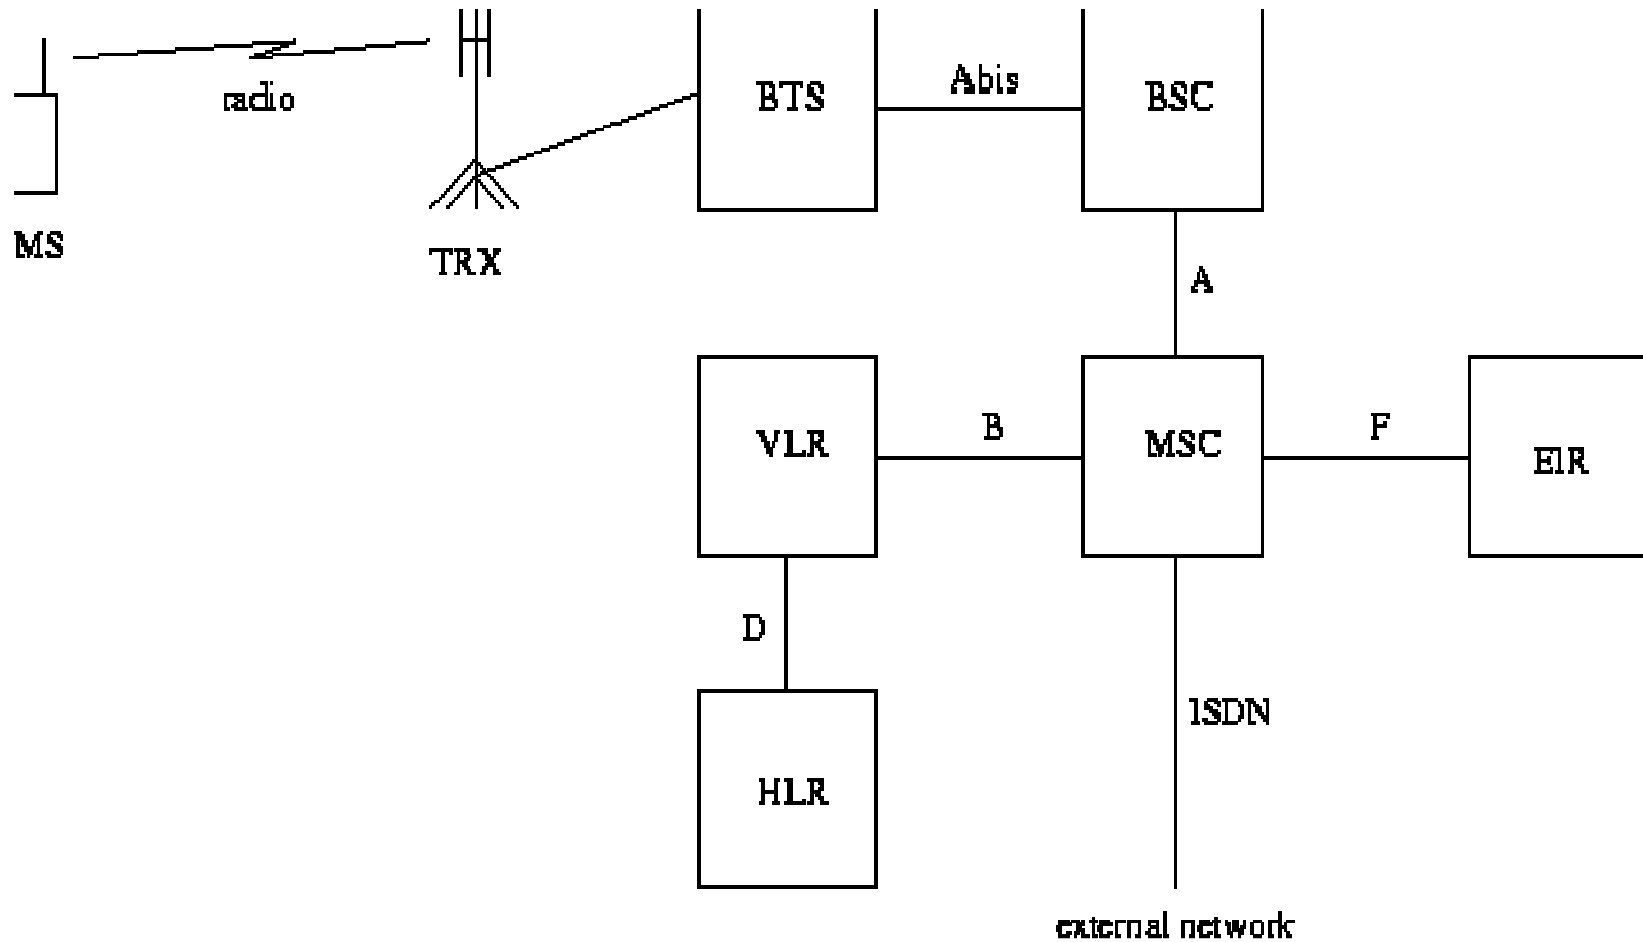 radio
BTS
Abis
BSC
MS
TRX
A
VLR
B
MSC
F
EIR
D
ISDN
HLR
external network